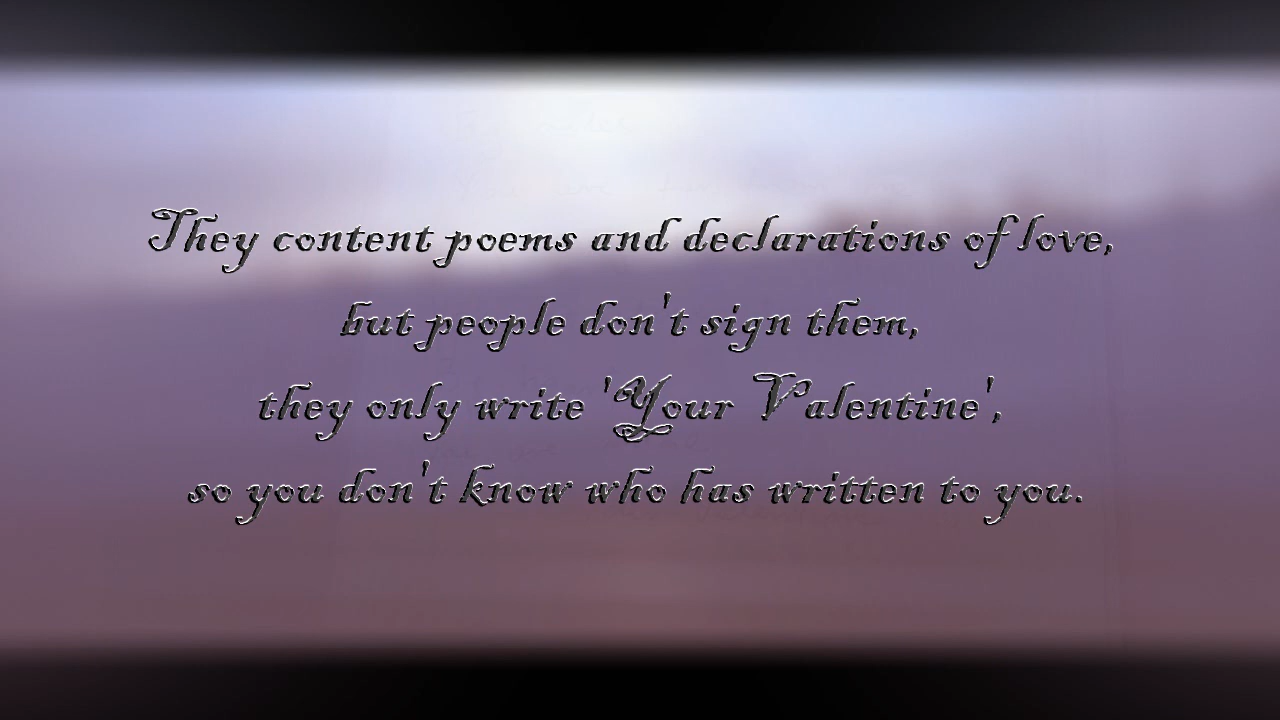 They content poems and declarations of love,
but people don't sign them,
they only write 'Your Valentine',
so you don't know who has written to you.